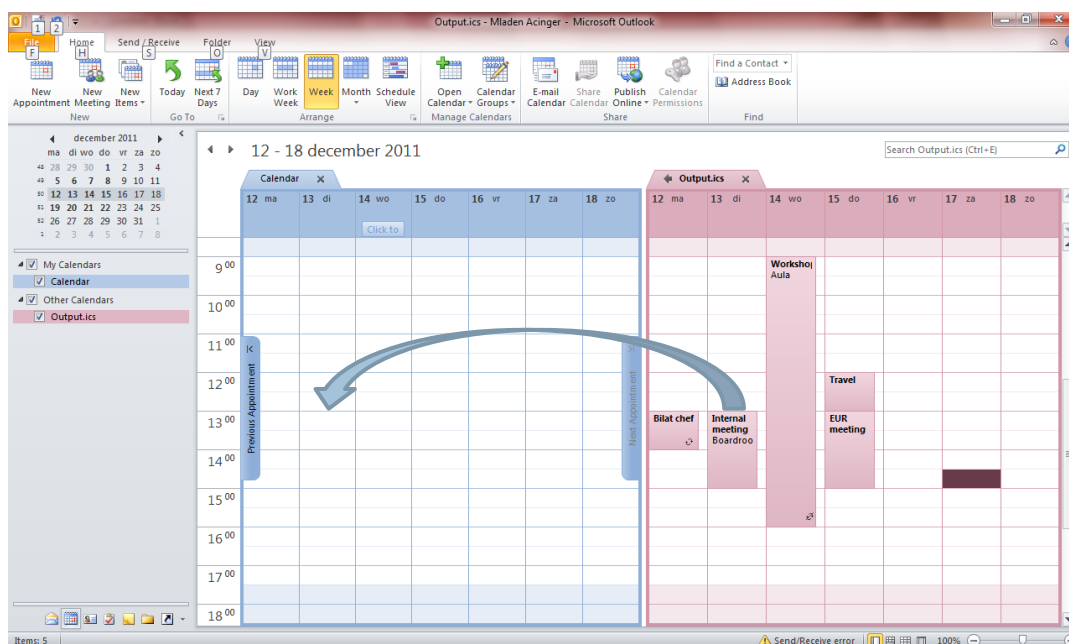 Output.ics - Mladen Acinger - Microsoft Outlook
1 2
File Home Send / Receive Folder View
F H S O V
New Appointment
New Meeting
New Items
Today
Next 7 Days
Day
Work Week
Week
Month
Schedule View
Open Calendar
Calendar Groups
E-mail Calendar
Share Calendar
Publish Online
Calendar Permissions
Find a Contact
Address Book
New Go To Arrange Manage Calendars Share Find
december 2011
ma di wo do vr za zo
48 28 29 30 1 2 3 4
49 5 6 7 8 9 10 11
50 12 13 14 15 16 17 18
51 19 20 21 22 23 24 25
52 26 27 28 29 30 31 1
1 2 3 4 5 6 7 8
My Calendars
Calendar
Other Calendars
Output.ics
12 - 18 december 2011
Search Output.ics (Ctrl+E)
Calendar
12 ma 13 di 14 wo 15 do 16 vr 17 za 18 zo
Click to
Output.ics
12 ma 13 di 14 wo 15 do 16 vr 17 za 18 zo
9 00
10 00
11 00
12 00
13 00
14 00
15 00
16 00
17 00
18 00
Previous Appointment
Next Appointment
Bilat chef
Internal
meeting
Boardroo
Workshop
Aula
Travel
EUR
meeting
Items: 5
Send/Receive error
100%